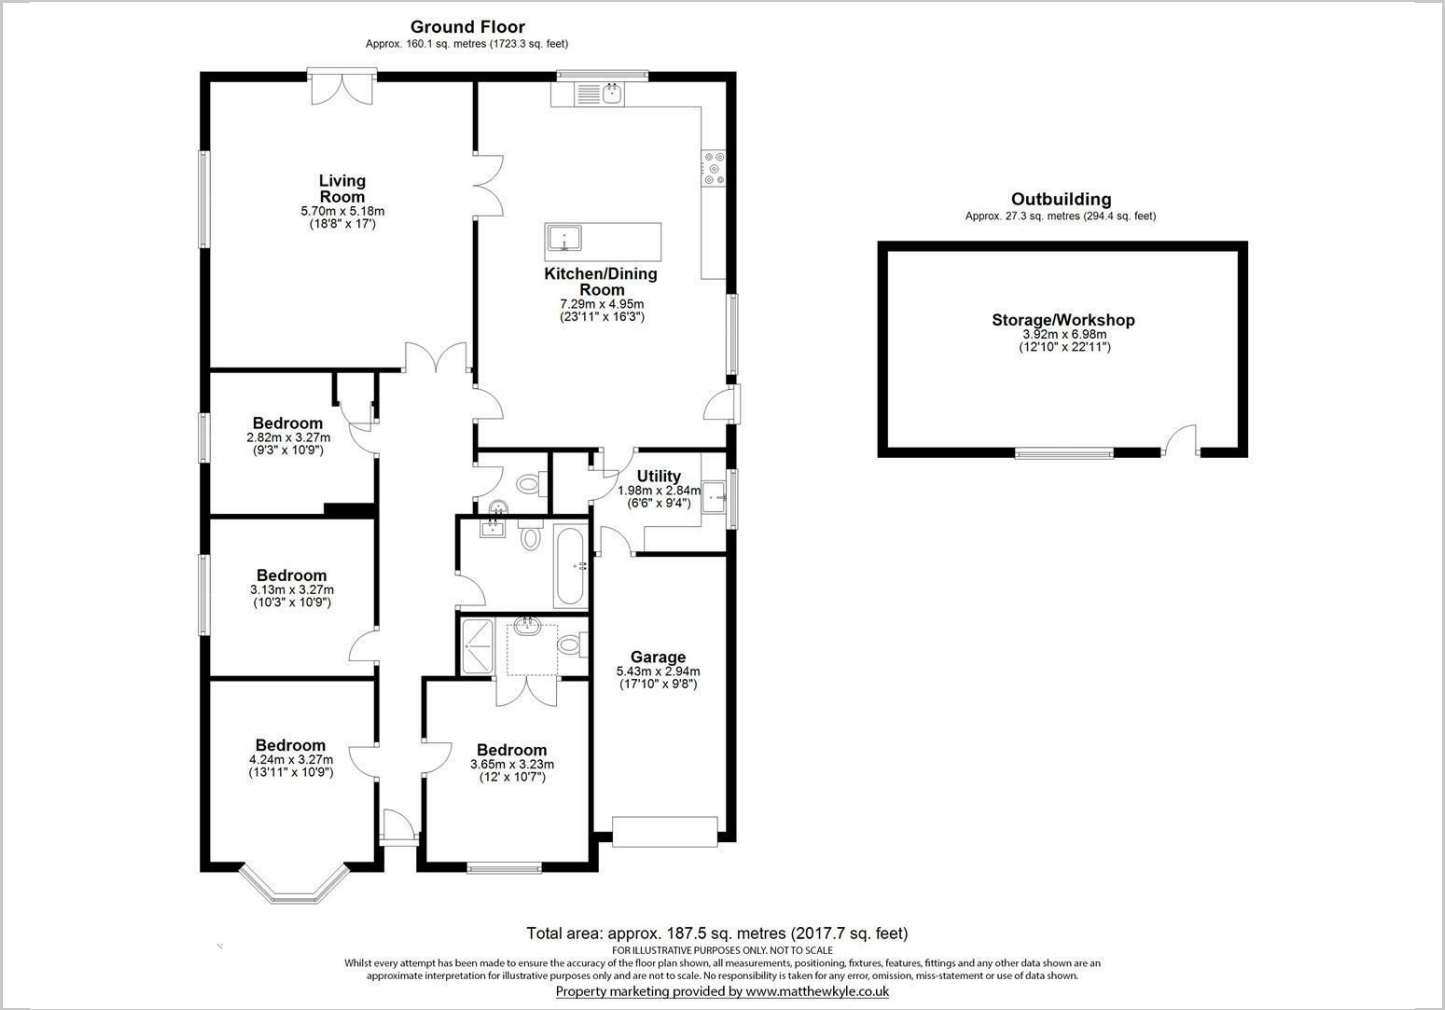 Ground Floor
Approx. 160.1 sq. metres (1723.3 sq. feet)
Living
Room
5.70m x 5.18m
(18'8" x 17')
Kitchen/Dining
Room
7.29m x 4.95m
(23'11" x 16'3")
Outbuilding
Approx. 27.3 sq. metres (294.4 sq. feet)
Storage/Workshop
3.92m x 6.98m
(12'10" x 22'11")
Bedroom
2.82m x 3.27m
(9'3" x 10'9")
Utility
1.98m x 2.84m
(6'6" x 9'4")
Bedroom
3.13m x 3.27m
(10'3" x 10'9")
Garage
5.43m x 2.94m
(17'10" x 9'8")
Bedroom
4.24m x 3.27m
(13'11" x 10'9")
Bedroom
3.65m x 3.23m
(12' x 10'7")
Total area: approx. 187.5 sq. metres (2017.7 sq. feet)
FOR ILLUSTRATIVE PURPOSES ONLY. NOT TO SCALE
Whilst every attempt has been made to ensure the accuracy of the floor plan shown, all measurements, positioning, fixtures, features, fittings and any other data shown are an
approximate interpretation for illustrative purposes only and are not to scale. No responsibility is taken for any error, omission, miss-statement or use of data shown.
Property marketing provided by www.matthewkyle.co.uk